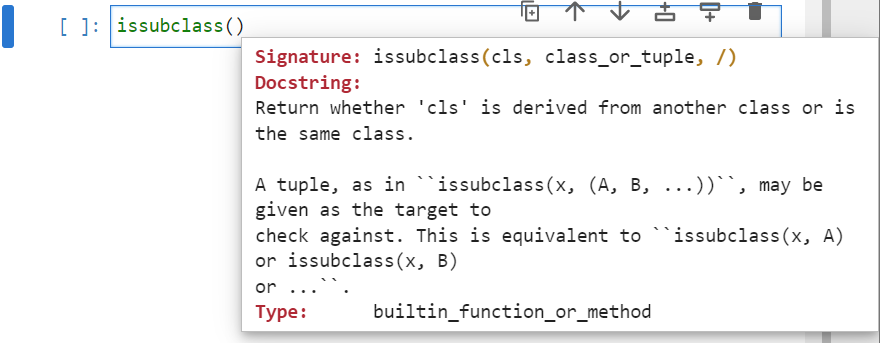 [ ]: issubclass()
Signature: issubclass(cls, class_or_tuple, /)
Docstring:
Return whether 'cls' is derived from another class or is
the same class.
A tuple, as in ``issubclass(x, (A, B, ...))``, may be
given as the target to
check against. This is equivalent to ``issubclass(x, A)
or issubclass(x, B)
or ...``.
Type:      builtin_function_or_method